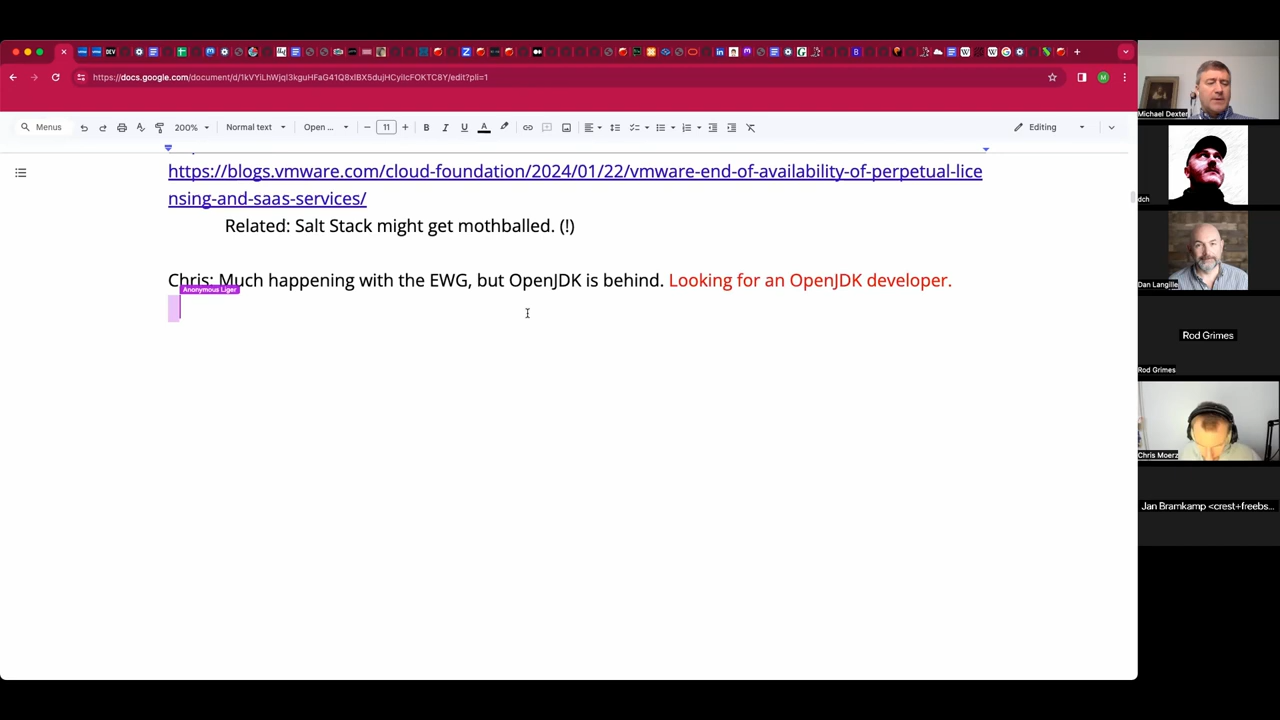 DEV
https://docs.google.com/document/d/1kVYiLhWjqI3kguHFaG41Q8xIBX5dujHCyiIcFOKTC8Y/edit?pli=1
M
Menus
200%
Normal text
Open ...
11
B
I
U
A
Editing
https://blogs.vmware.com/cloud-foundation/2024/01/22/vmware-end-of-availability-of-perpetual-lice
nsing-and-saas-services/
Related: Salt Stack might get mothballed. (!)
Chris: Much happening with the EWG, but OpenJDK is behind. Looking for an OpenJDK developer.
Anonymous Liger
Michael Dexter
dch
Dan Langille
Rod Grimes
Rod Grimes
Chris Moerz
Jan Bramkamp <crest+freebs...